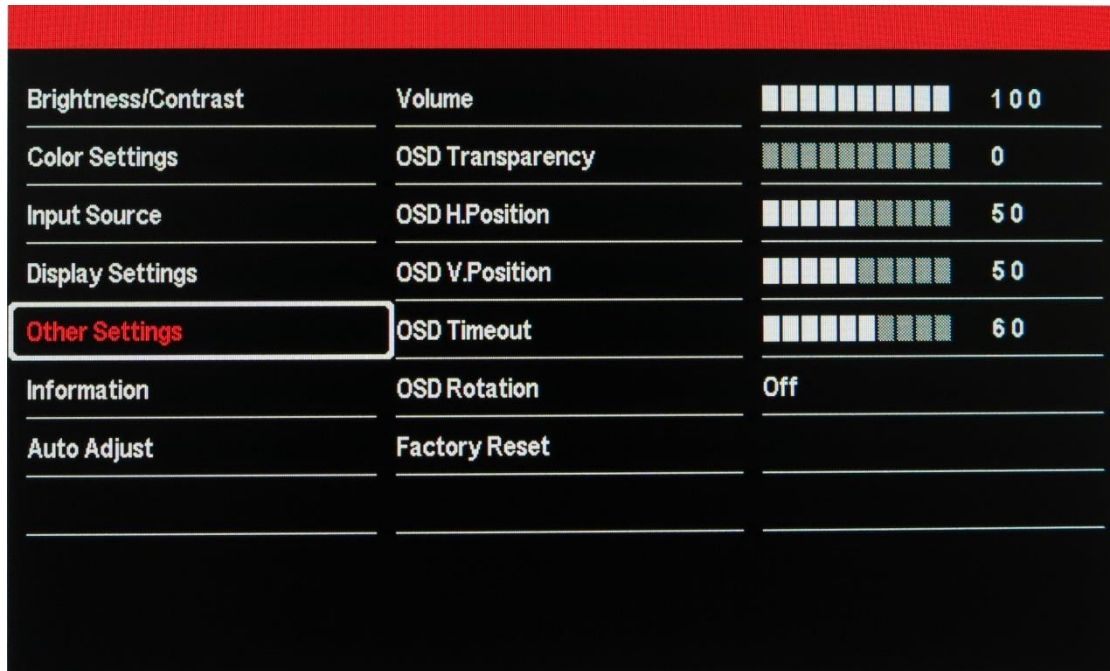 Brightness/Contrast Volume 100
Color Settings OSD Transparency 0
Input Source OSD H.Position 50
Display Settings OSD V.Position 50
Other Settings OSD Timeout 60
Information OSD Rotation Off
Auto Adjust Factory Reset